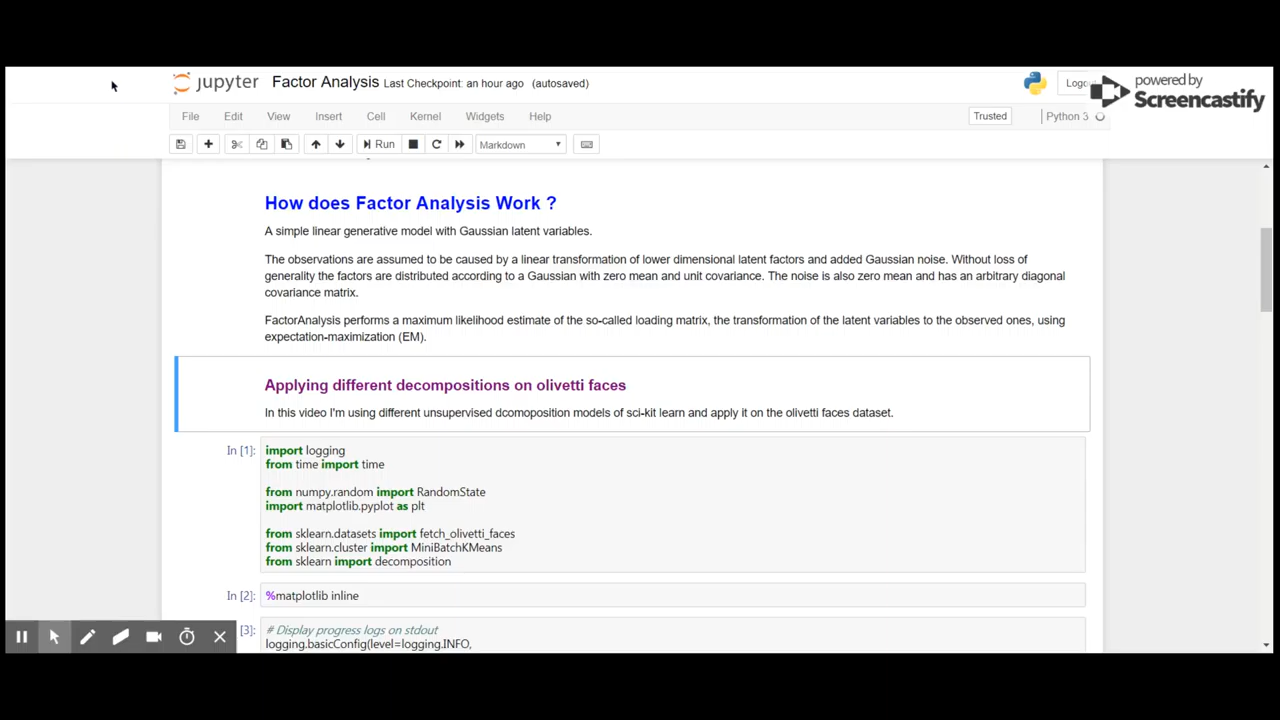 powered by
Screencastify
jupyter Factor Analysis Last Checkpoint: an hour ago (autosaved)
File Edit View Insert Cell Kernel Widgets Help Trusted Python 3
Run Markdown
How does Factor Analysis Work ?
A simple linear generative model with Gaussian latent variables.
The observations are assumed to be caused by a linear transformation of lower dimensional latent factors and added Gaussian noise. Without loss of
generality the factors are distributed according to a Gaussian with zero mean and unit covariance. The noise is also zero mean and has an arbitrary diagonal
covariance matrix.
FactorAnalysis performs a maximum likelihood estimate of the so-called loading matrix, the transformation of the latent variables to the observed ones, using
expectation-maximization (EM).
Applying different decompositions on olivetti faces
In this video I'm using different unsupervised dcomoposition models of sci-kit learn and apply it on the olivetti faces dataset.
In [1]: import logging
from time import time
from numpy.random import RandomState
import matplotlib.pyplot as plt
from sklearn.datasets import fetch_olivetti_faces
from sklearn.cluster import MiniBatchKMeans
from sklearn import decomposition
In [2]: %matplotlib inline
[3]: # Display progress logs on stdout
logging.basicConfig(level=logging.INFO,